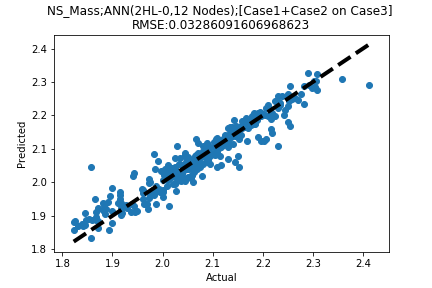 NS_Mass;ANN(2HL-0,12 Nodes);[Case1+Case2 on Case3]
RMSE:0.03286091606968623
2.4
2.3
2.2
2.1
2.0
1.9
1.8
Predicted
1.8 1.9 2.0 2.1 2.2 2.3 2.4
Actual